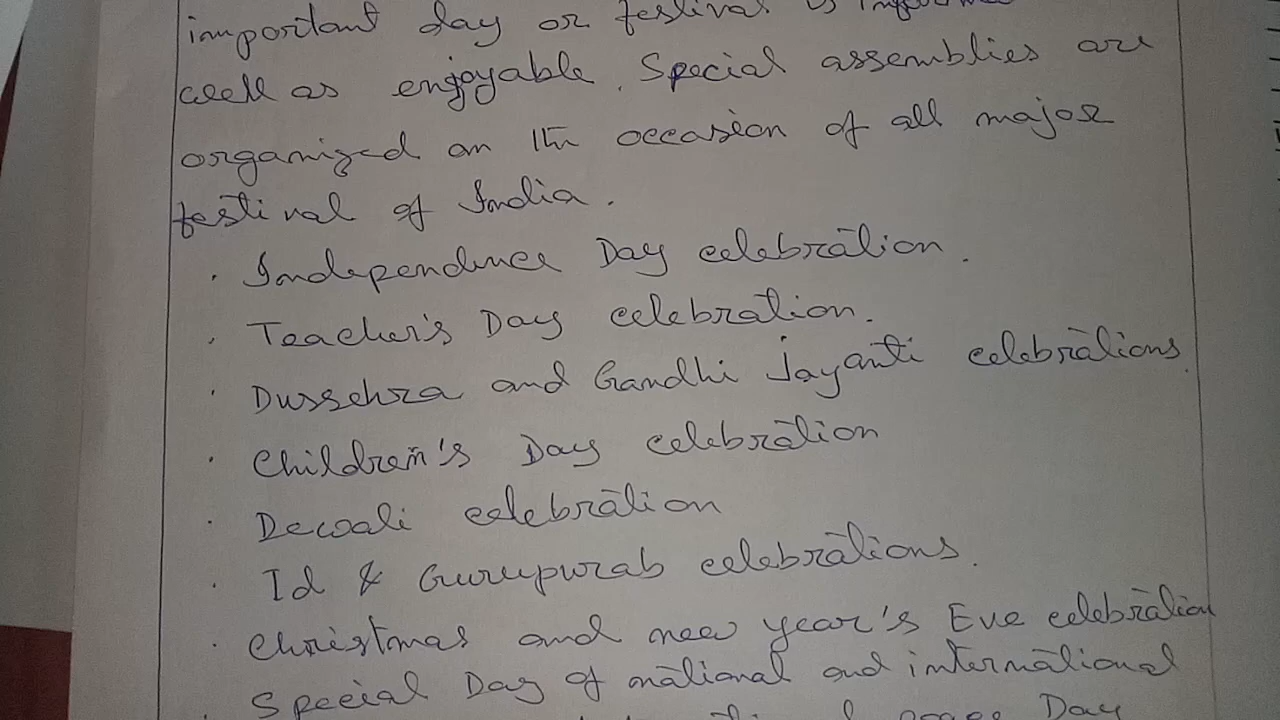 important day or festival is
well as enjoyable. Special assemblies are
organized on the occasion of all major
festival of India.
. Independence Day celebration.
. Teacher's Day celebration.
. Dussehra and Gandhi Jayanti celebrations.
. Children's Day celebration
. Dewali celebration
. Id & Gurupurab celebrations.
. Christmas and new year's Eve celebration
. Special Day of national and international
Day